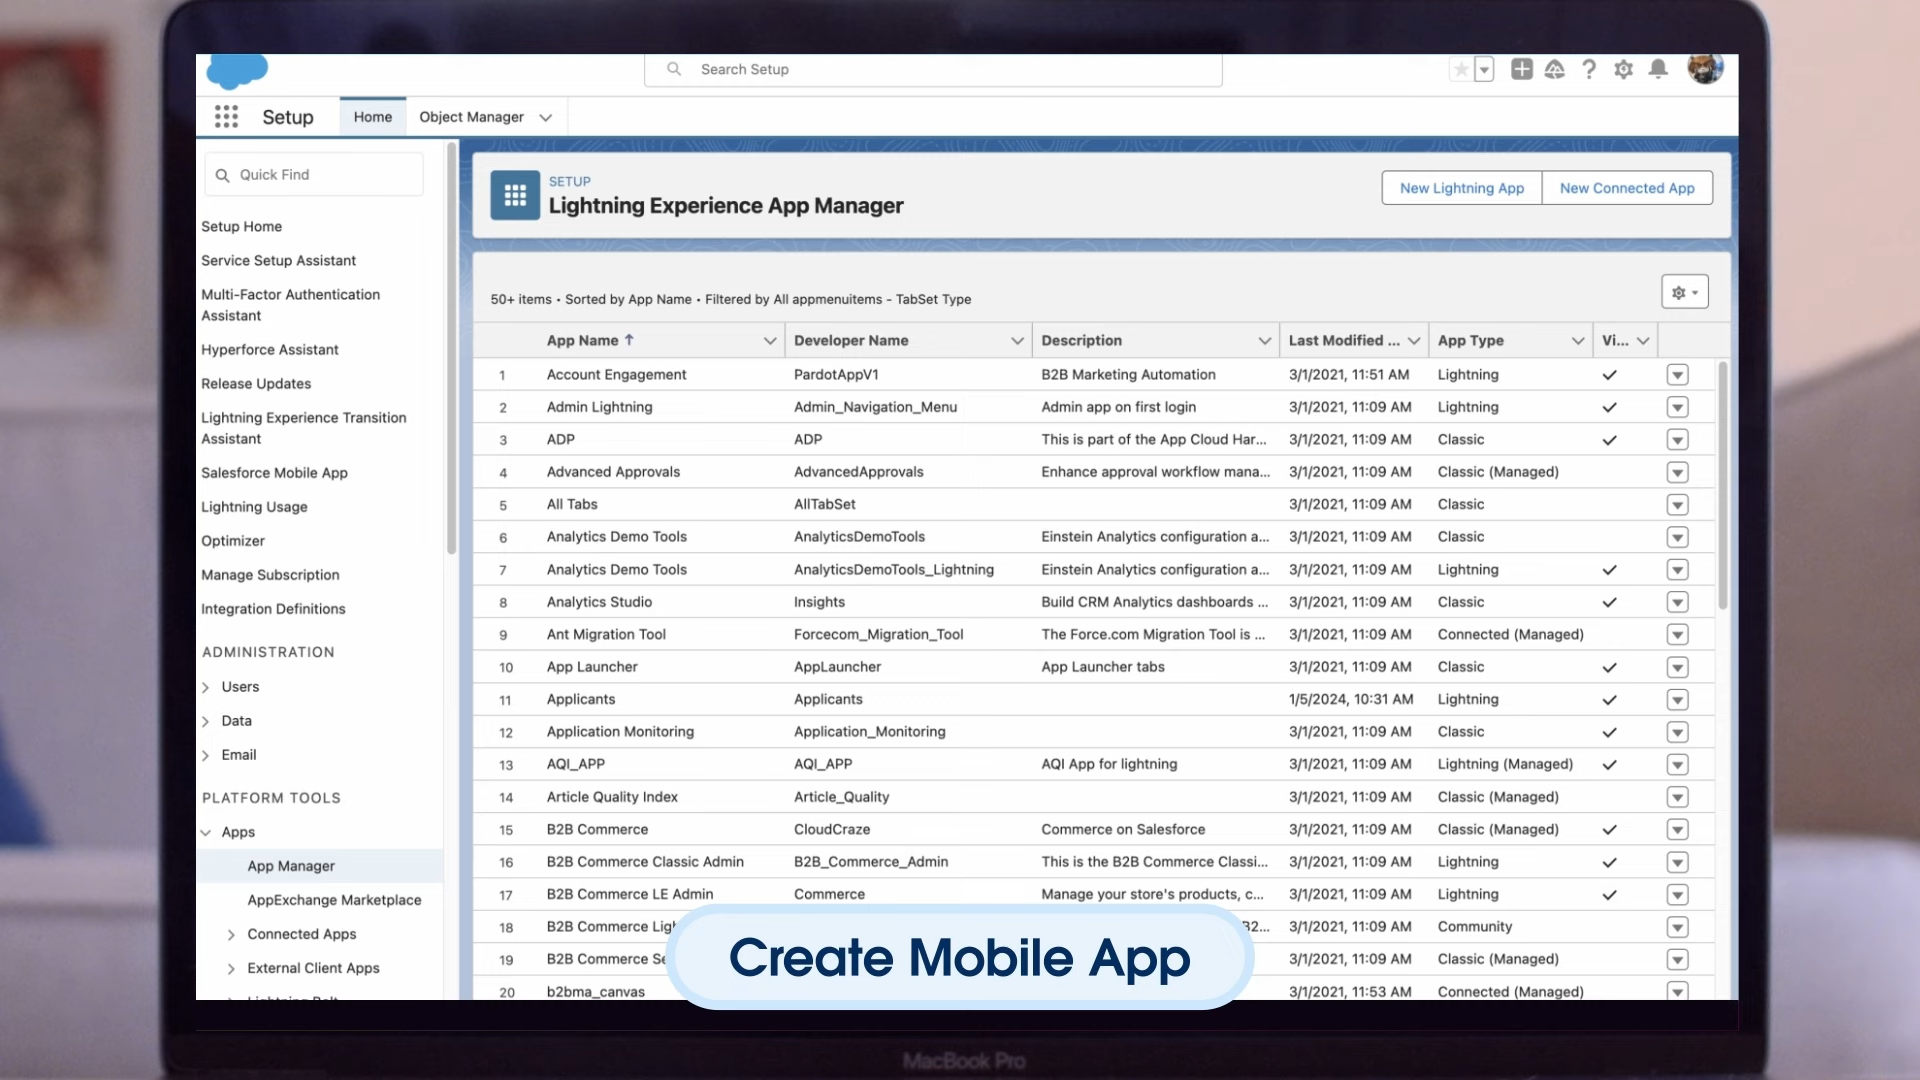 Search Setup
Setup
Home
Object Manager
Quick Find
Setup Home
Service Setup Assistant
Multi-Factor Authentication
Assistant
Hyperforce Assistant
Release Updates
Lightning Experience Transition
Assistant
Salesforce Mobile App
Lightning Usage
Optimizer
Manage Subscription
Integration Definitions
ADMINISTRATION
Users
Data
Email
PLATFORM TOOLS
Apps
App Manager
AppExchange Marketplace
Connected Apps
External Client Apps
SETUP
Lightning Experience App Manager
New Lightning App
New Connected App
50+ items • Sorted by App Name • Filtered by All appmenuitems - TabSet Type
App Name ↑ Developer Name Description Last Modified ... App Type Vi...
1 Account Engagement PardotAppV1 B2B Marketing Automation 3/1/2021, 11:51 AM Lightning
2 Admin Lightning Admin_Navigation_Menu Admin app on first login 3/1/2021, 11:09 AM Lightning
3 ADP ADP This is part of the App Cloud Har... 3/1/2021, 11:09 AM Classic
4 Advanced Approvals AdvancedApprovals Enhance approval workflow mana... 3/1/2021, 11:09 AM Classic (Managed)
5 All Tabs AllTabSet 3/1/2021, 11:09 AM Classic
6 Analytics Demo Tools AnalyticsDemoTools Einstein Analytics configuration a... 3/1/2021, 11:09 AM Classic
7 Analytics Demo Tools AnalyticsDemoTools_Lightning Einstein Analytics configuration a... 3/1/2021, 11:09 AM Lightning
8 Analytics Studio Insights Build CRM Analytics dashboards ... 3/1/2021, 11:09 AM Classic
9 Ant Migration Tool Forcecom_Migration_Tool The Force.com Migration Tool is ... 3/1/2021, 11:09 AM Connected (Managed)
10 App Launcher AppLauncher App Launcher tabs 3/1/2021, 11:09 AM Classic
11 Applicants Applicants 1/5/2024, 10:31 AM Lightning
12 Application Monitoring Application_Monitoring 3/1/2021, 11:09 AM Classic
13 AQI_APP AQI_APP AQI App for lightning 3/1/2021, 11:09 AM Lightning (Managed)
14 Article Quality Index Article_Quality 3/1/2021, 11:09 AM Classic (Managed)
15 B2B Commerce CloudCraze Commerce on Salesforce 3/1/2021, 11:09 AM Classic (Managed)
16 B2B Commerce Classic Admin B2B_Commerce_Admin This is the B2B Commerce Classi... 3/1/2021, 11:09 AM Lightning
17 B2B Commerce LE Admin Commerce Manage your store's products, c... 3/1/2021, 11:09 AM Lightning
18 B2B Commerce 3/1/2021, 11:09 AM Community
19 B2B Commerce 3/1/2021, 11:09 AM Classic (Managed)
20 b2bma_canvas 3/1/2021, 11:53 AM Connected (Managed)
Create Mobile App
MacBook Pro